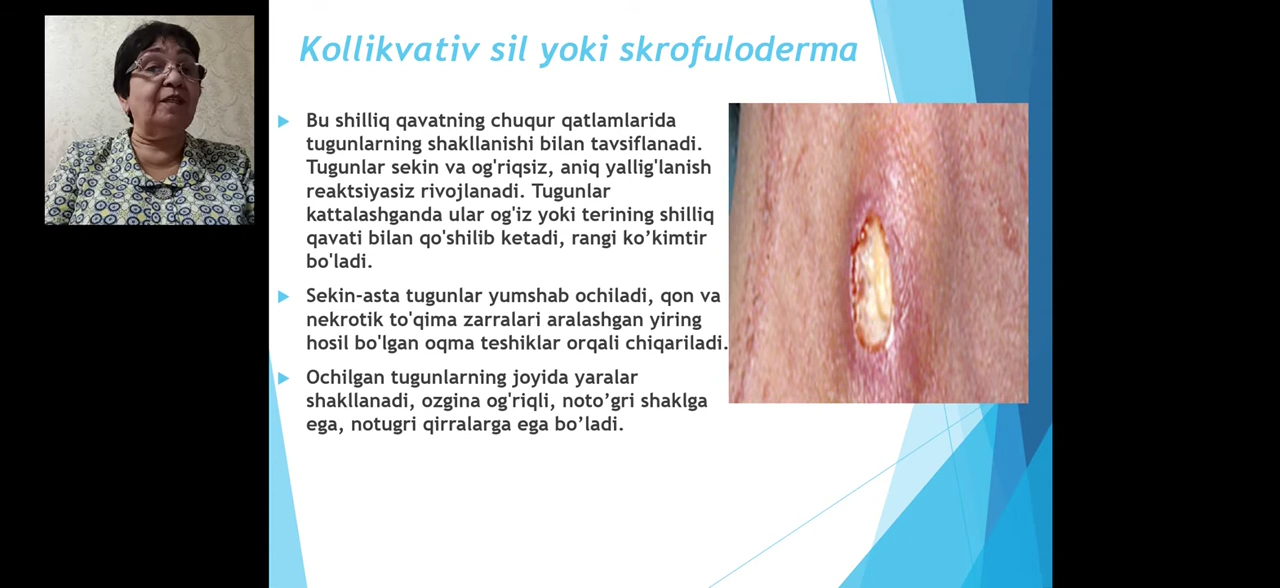 Kollikvativ sil yoki skrofuloderma
Bu shilliq qavatning chuqur qatlamlarida
tugunlarning shakllanishi bilan tavsiflanadi.
Tugunlar sekin va og'riqsiz, aniq yallig'lanish
reaktsiyasiz rivojlanadi. Tugunlar
kattalashganda ular og'iz yoki terining shilliq
qavati bilan qo'shilib ketadi, rangi ko’kimtir
bo'ladi.
Sekin-asta tugunlar yumshab ochiladi, qon va
nekrotik to'qima zarralari aralashgan yiring
hosil bo'lgan oqma teshiklar orqali chiqariladi.
Ochilgan tugunlarning joyida yaralar
shakllanadi, ozgina og'riqli, noto’gri shaklga
ega, notugri qirralarga ega bo’ladi.